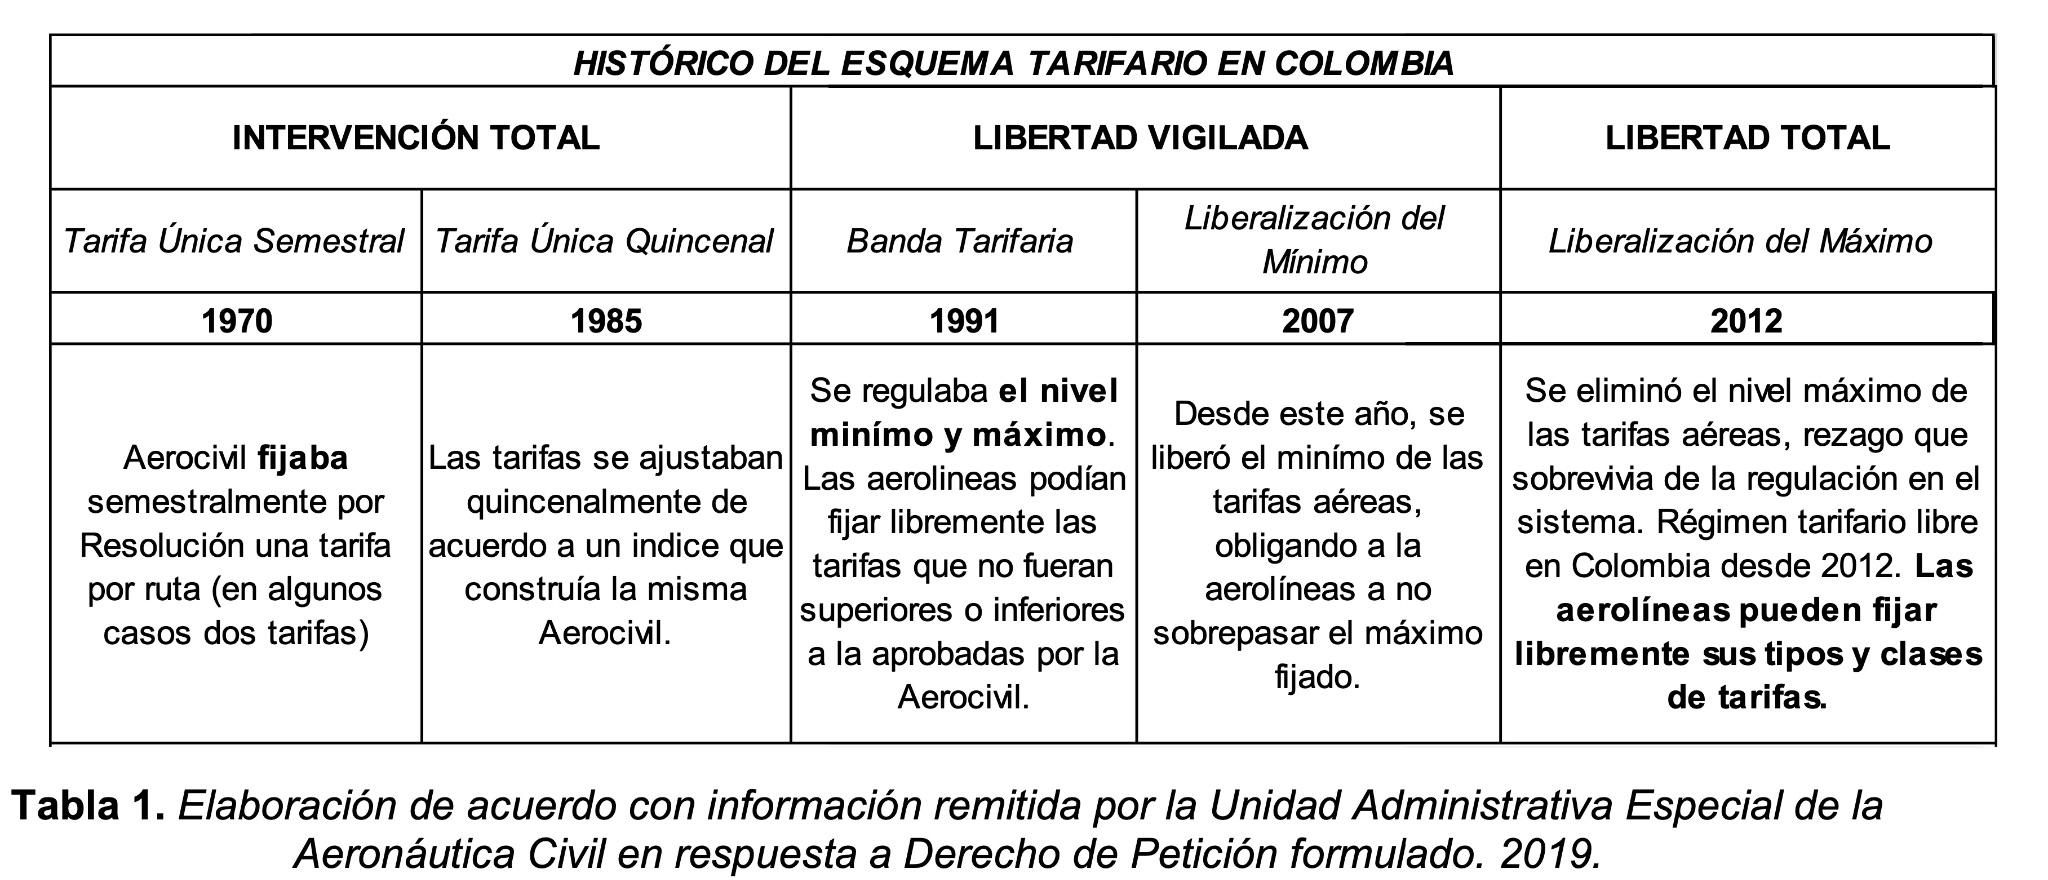 HISTÓRICO DEL ESQUEMA TARIFARIO EN COLOMBIA
INTERVENCIÓN TOTAL
LIBERTAD VIGILADA
LIBERTAD TOTAL
Tarifa Única Semestral
Tarifa Única Quincenal
Banda Tarifaria
Liberalización del
Mínimo
Liberalización del Máximo
1970
1985
1991
2007
2012
Aerocivil fijaba
semestralmente por
Resolución una tarifa
por ruta (en algunos
casos dos tarifas)
Las tarifas se ajustaban
quincenalmente de
acuerdo a un indice que
construía la misma
Aerocivil.
Se regulaba el nivel
minímo y máximo.
Las aerolineas podían
fijar libremente las
tarifas que no fueran
superiores o inferiores
a la aprobadas por la
Aerocivil.
Desde este año, se
liberó el minímo de las
tarifas aéreas,
obligando a la
aerolíneas a no
sobrepasar el máximo
fijado.
Se eliminó el nivel máximo de
las tarifas aéreas, rezago que
sobrevivia de la regulación en el
sistema. Régimen tarifario libre
en Colombia desde 2012. Las
aerolíneas pueden fijar
libremente sus tipos y clases
de tarifas.
Tabla 1. Elaboración de acuerdo con información remitida por la Unidad Administrativa Especial de la
Aeronáutica Civil en respuesta a Derecho de Petición formulado. 2019.